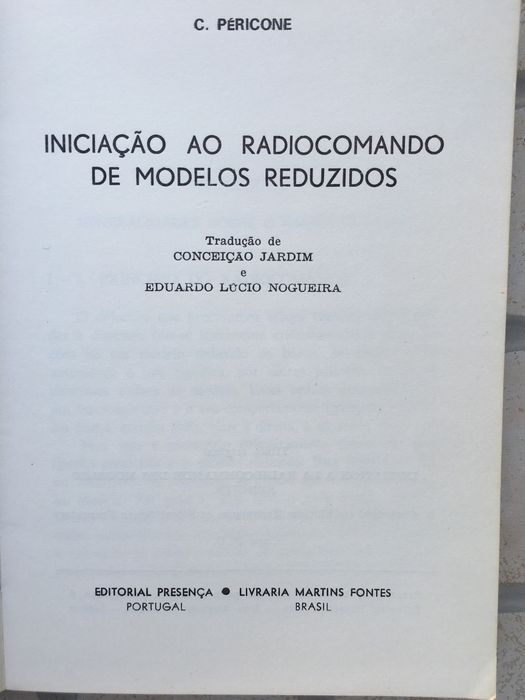 C. PÉRICONE
INICIAÇÃO AO RADIOCOMANDO
DE MODELOS REDUZIDOS
Tradução de
CONCEIÇÃO JARDIM
e
EDUARDO LÚCIO NOGUEIRA
EDITORIAL PRESENÇA ● LIVRARIA MARTINS FONTES
PORTUGAL BRASIL